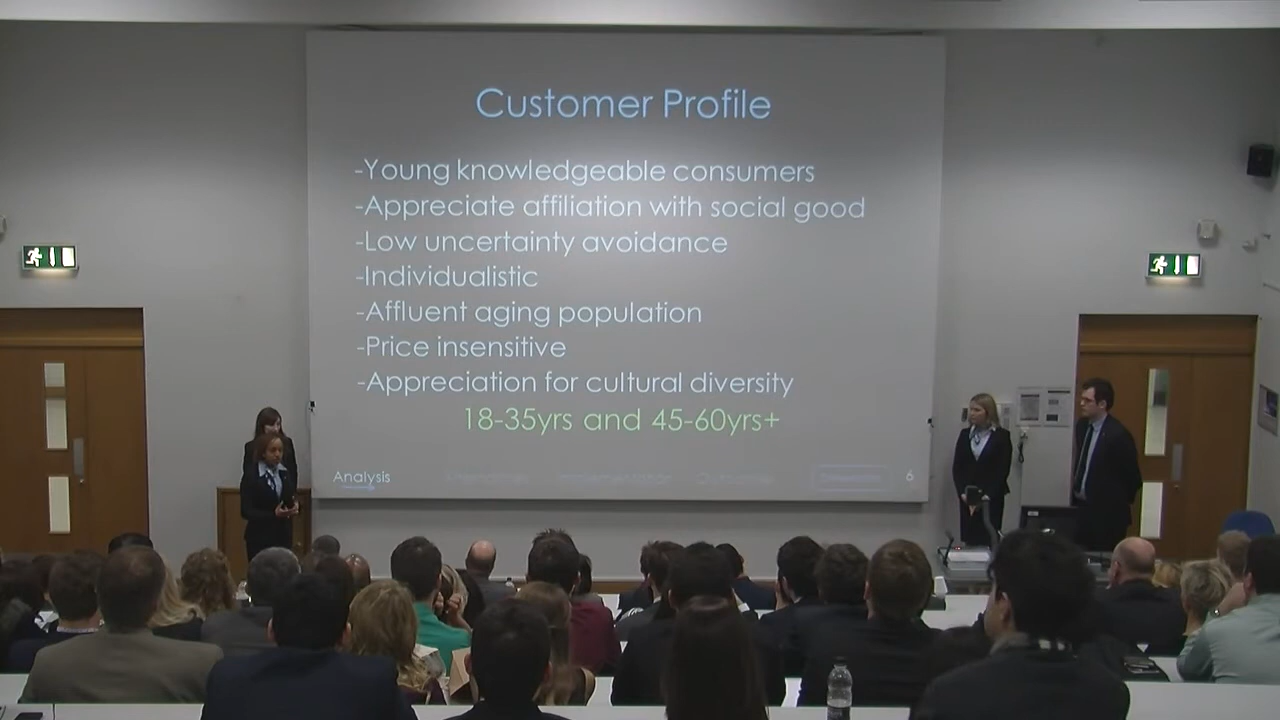 Customer Profile
-Young knowledgeable consumers
-Appreciate affiliation with social good
-Low uncertainty avoidance
-Individualistic
-Affluent aging population
-Price insensitive
-Appreciation for cultural diversity
18-35yrs and 45-60yrs+
Analysis
6